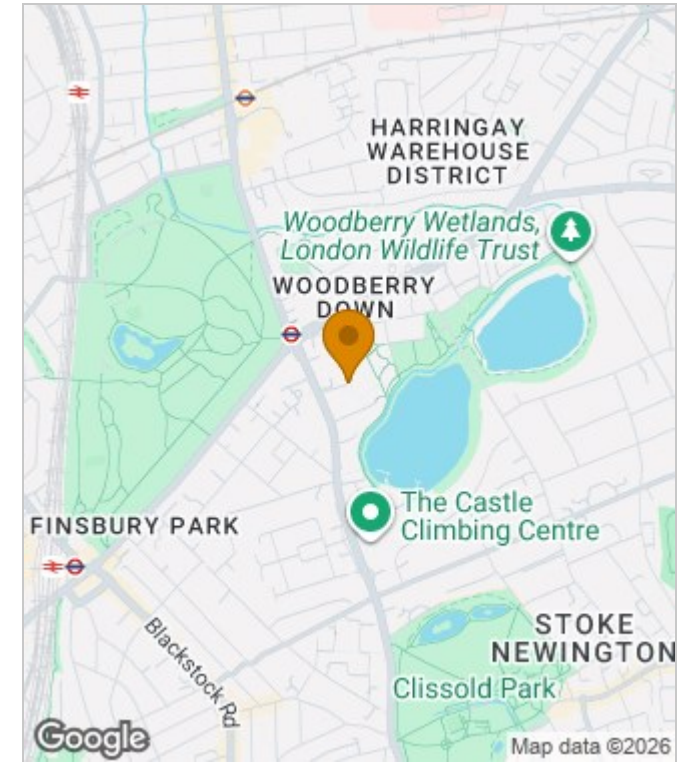 HARRINGAY
WAREHOUSE
DISTRICT
Woodberry Wetlands,
London Wildlife Trust
WOODBERRY
DOWN
The Castle
Climbing Centre
FINSBURY PARK
Blackstock Rd
STOKE
NEWINGTON
Clissold Park
Google
Map data ©2026